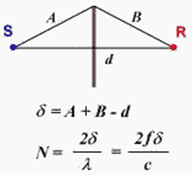 A B
S R
d
δ = A + B - d
N = 2δ / λ = 2fδ / c